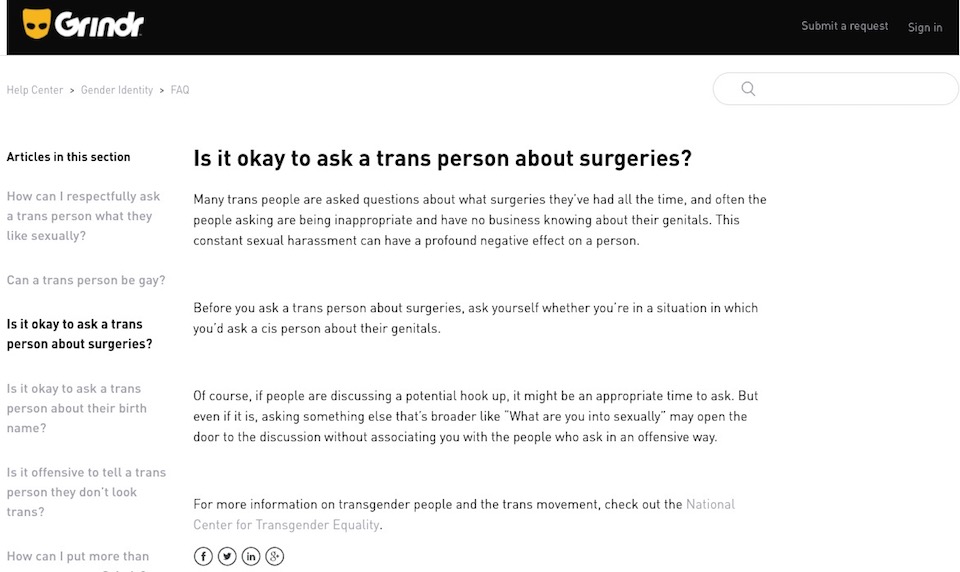 Grindr
Submit a request
Sign in
Help Center > Gender Identity > FAQ
Articles in this section
How can I respectfully ask
a trans person what they
like sexually?
Can a trans person be gay?
Is it okay to ask a trans
person about surgeries?
Is it okay to ask a trans
person about their birth
name?
Is it offensive to tell a trans
person they don't look
trans?
How can I put more than
Is it okay to ask a trans person about surgeries?
Many trans people are asked questions about what surgeries they've had all the time, and often the
people asking are being inappropriate and have no business knowing about their genitals. This
constant sexual harassment can have a profound negative effect on a person.
Before you ask a trans person about surgeries, ask yourself whether you're in a situation in which
you'd ask a cis person about their genitals.
Of course, if people are discussing a potential hook up, it might be an appropriate time to ask. But
even if it is, asking something else that's broader like "What are you into sexually" may open the
door to the discussion without associating you with the people who ask in an offensive way.
For more information on transgender people and the trans movement, check out the National
Center for Transgender Equality.
f
in
g+